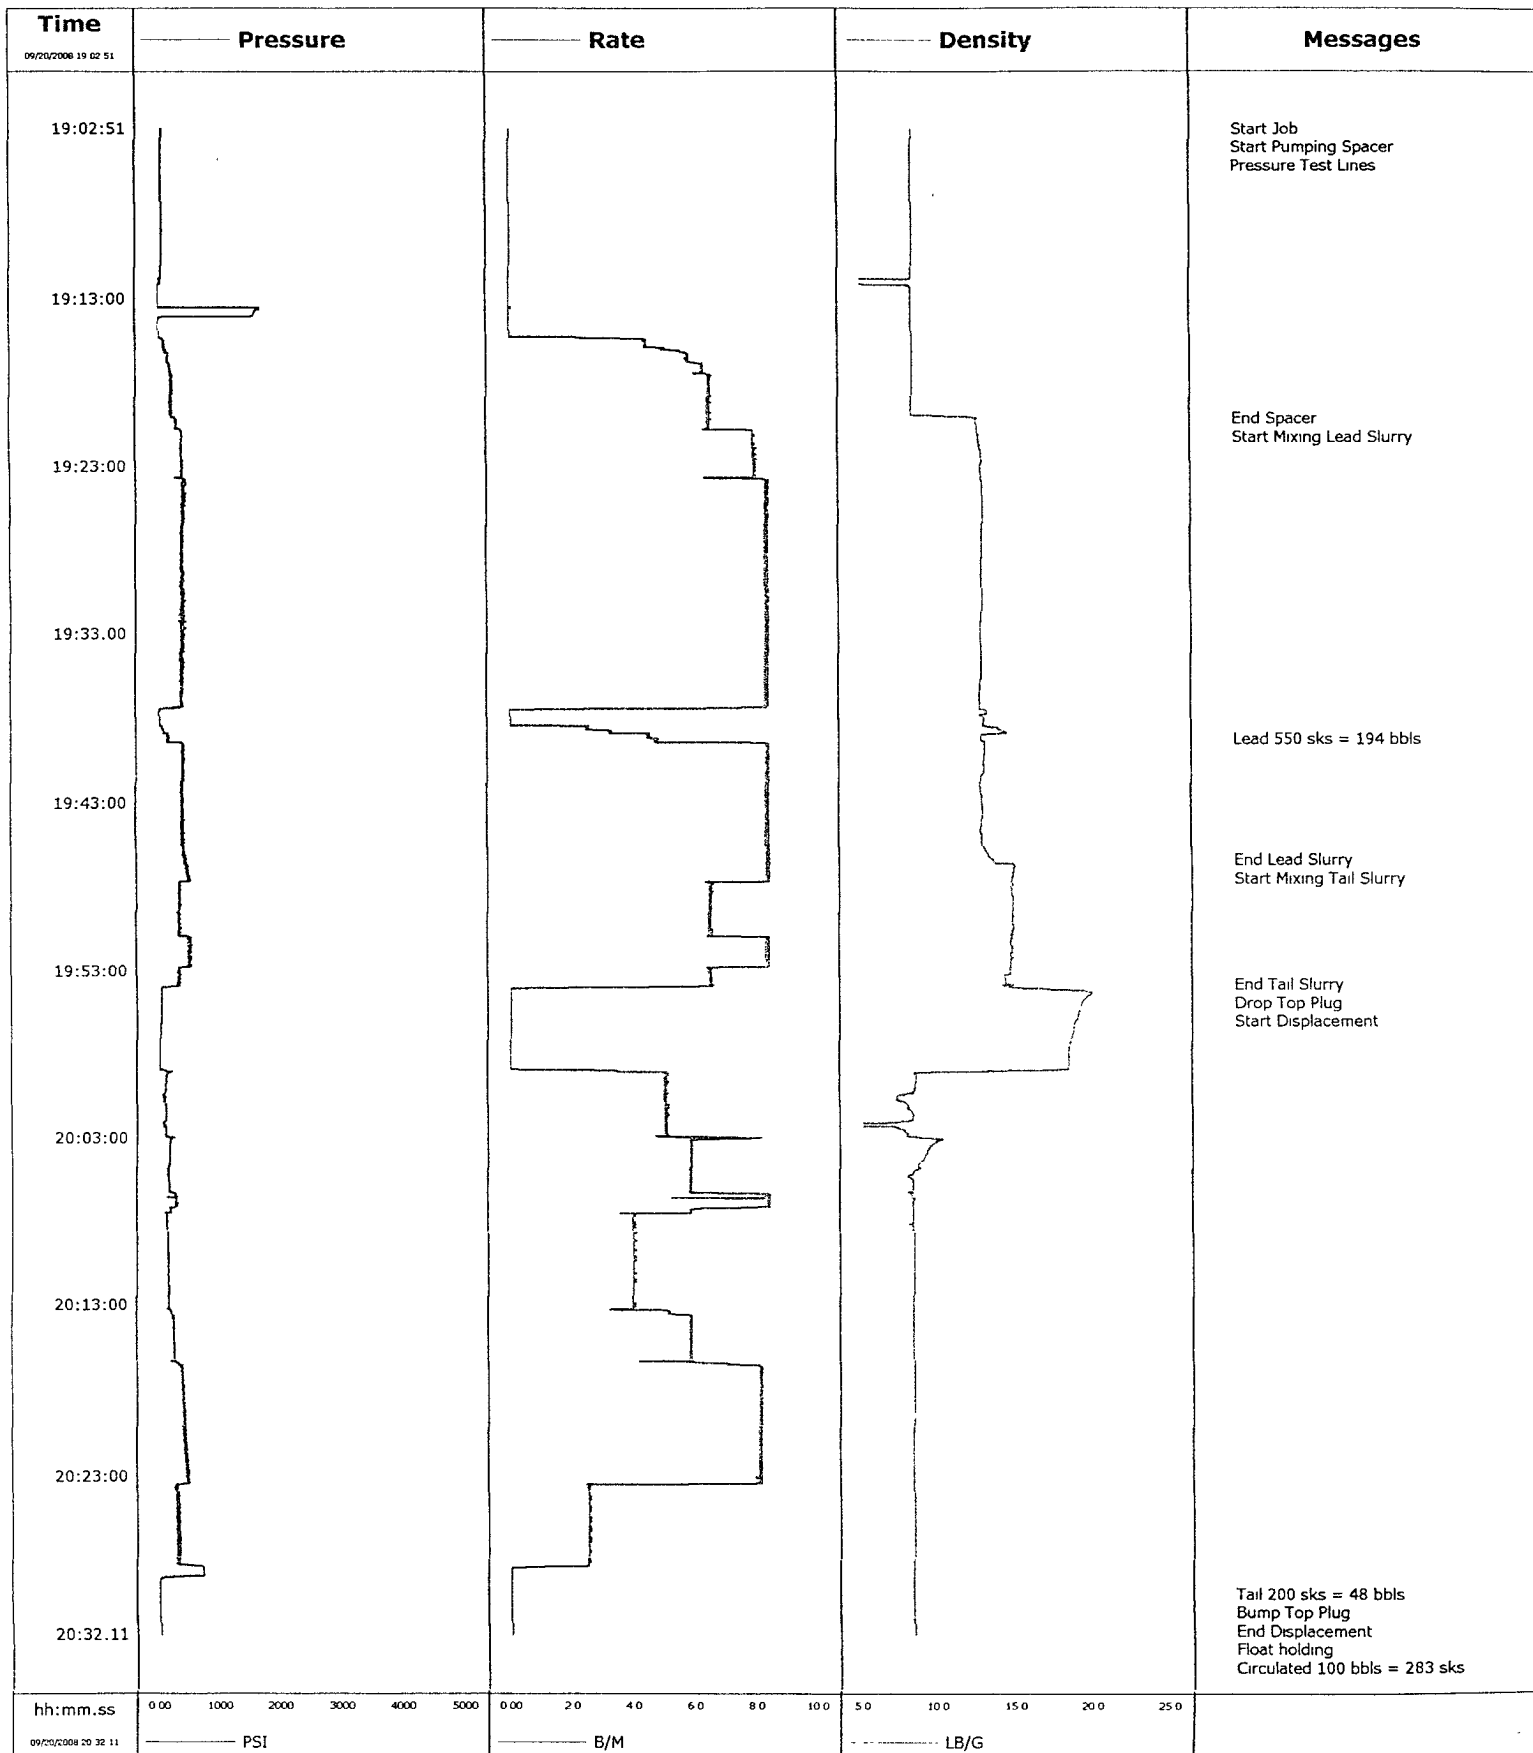 Time
09/20/2008 19 02 51
Pressure
Rate
Density
Messages
19:02:51
Start Job
Start Pumping Spacer
Pressure Test Lines
19:13:00
End Spacer
Start Mixing Lead Slurry
19:23:00
19:33.00
Lead 550 sks = 194 bbls
19:43:00
End Lead Slurry
Start Mixing Tail Slurry
19:53:00
End Tail Slurry
Drop Top Plug
Start Displacement
20:03:00
20:13:00
20:23:00
Tail 200 sks = 48 bbls
Bump Top Plug
20:32.11
End Displacement
Float holding
Circulated 100 bbls = 283 sks
hh:mm.ss
0 00 1000 2000 3000 4000 5000
0 00 2 0 4 0 6 0 8 0 10 0
5 0 10 0 15 0 20 0 25 0
09/20/2008 20 32 11
PSI
B/M
LB/G